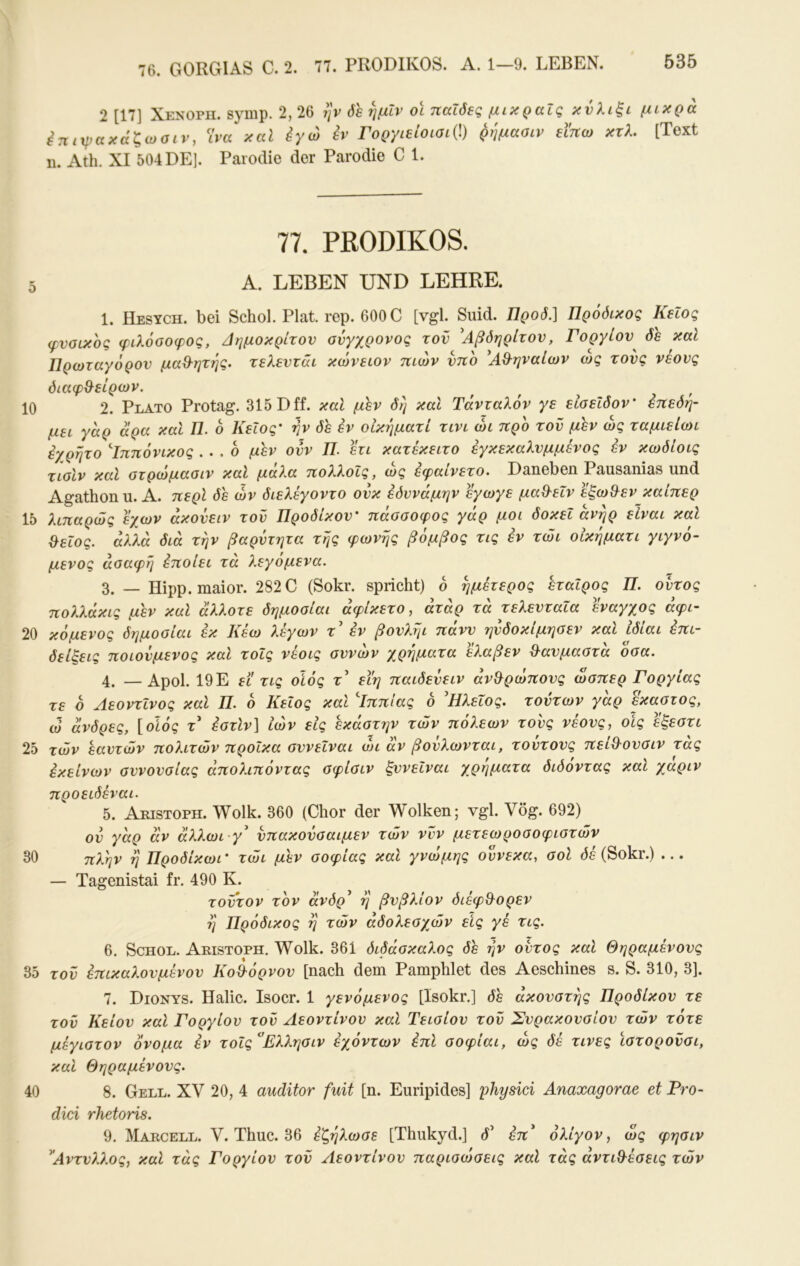 76. GORGIAS C. 2. 77. PRODIKOS. A. 1—9. LEBEN. 535
2 [17] XENOPH. symp. 2, 26 ἢν δὲ ἡμῖν οἱ παῖδες μικραῖς κύλιξι μικρὰ
ἐπιψακάζωσιν, ἵνα καὶ ἐγὼ ἐν Γοργιείοισι(!) ῥήμασιν εἴπω κτλ. [Text
n. Ath. XI 504DE]. Parodie der Parodie C 1.
77. PRODIKOS.
5 A. LEBEN UND LEHRE.
1. HESYCH. bei Schol. Plat. rep. 600C [vgl. Suid. Προδ.] Πρόδικος Κεῖος
φυσικὸς φιλόσοφος, Δημοκρίτου σύγχρονος τοῦ Ἀβδηρίτου, Γοργίου δὲ καὶ
Πρωταγόρου μαθητής. τελευτᾶι κώνειον πιὼν ὑπὸ Ἀθηναίων ὡς τοὺς νέους
διαφθείρων.
10 2. PLATO Protag. 315Dff. καὶ μὲν δὴ καὶ Τάνταλόν γε εἰσεῖδον· ἐπεδή-
μει γὰρ ἄρα καὶ Π. ὁ Κεῖος· ἦν δὲ ἐν οἰκήματί τινι ὧι πρὸ τοῦ μὲν ὡς ταμιείωι
ἐχρῆτο Ἱππόνικος . . . ὁ μὲν οὖν Π. ἔτι κατέκειτο ἐγκεκαλυμμένος ἐν κωδίοις
τισὶν καὶ στρώμασιν καὶ μάλα πολλοῖς, ὡς ἐφαίνετο. Daneben Pausanias und
Agathon u. A. περὶ δὲ ὧν διελέγοντο οὐκ ἐδυνάμην ἔγωγε μαθεῖν ἔξωθεν καίπερ
15 λιπαρῶς ἔχων ἀκούειν τοῦ Προδίκου· πάσσοφος γάρ μοι δοκεῖ ἁνὴρ εἶναι καὶ
θεῖος. ἀλλὰ διὰ τὴν βαρύτητα τῆς φωνῆς βόμβος τις ἐν τῶι οἰκήματι γιγνό-
μενος ἀσαφῆ ἐποίει τὰ λεγόμενα.
3. — Hipp. maior. 282C (Sokr. spricht) ὁ ἡμέτερος ἑταῖρος Π. οὗτος
πολλάκις μὲν καὶ ἄλλοτε δημοσίαι ἀφίκετο, ἀτὰρ τὰ τελευταῖα ἔναγχος ἀφι-
20 κόμενος δημοσίαι ἐκ Κέω λέγων τ’ ἐν βουλῆι πάνυ ηὐδοκίμησεν καὶ ἰδίαι ἐπι-
δείξεις ποιούμενος καὶ τοῖς νέοις συνὼν χρήματα ἔλαβεν θαυμαστὰ ὅσα.
4. — Apol. 19E εἴ τις οἷός τ’ εἴη παιδεύειν ἀνθρώπους ὥσπερ Γοργίας
τε ὁ Λεοντῖνος καὶ Π. ὁ Κεῖος καὶ Ἱππίας ὁ Ἠλεῖος. τούτων γὰρ ἕκαστος,
ὦ ἄνδρες, [οἷός τ’ ἐστὶν] ἰὼν εἰς ἑκάστην τῶν πόλεων τοὺς νέους, οἷς ἔξεστι
25 τῶν ἑαυτῶν πολιτῶν προῖκα συνεῖναι ὧι ἂν βούλωνται, τούτους πείθουσιν τὰς
ἐκείνων συνουσίας ἀπολιπόντας σφίσιν ξυνεῖναι χρήματα διδόντας καὶ χάριν
προσειδέναι.
5. ARISTOPH. Wolk. 360 (Chor der Wolken; vgl. Vög. 692)
οὐ γὰρ ἂν ἄλλωι γ’ ὑπακούσαιμεν τῶν νῦν μετεωροσοφιστῶν
30 πλὴν ἢ Προδίκωι· τῶι μὲν σοφίας καὶ γνώμης οὕνεκα, σοὶ δέ (Sokr.) ...
— Tagenistai fr. 490 K.
τοῦτον τὸν ἄνδρ’ ἢ βυβλίον διέφθορεν
ἢ Πρόδικος ἢ τῶν ἀδολεσχῶν εἷς γέ τις.
6. SCHOL. ARISTOPH. Wolk. 361 διδάσκαλος δὲ ἦν οὗτος καὶ Θηραμένους
35 τοῦ ἐπικαλουμένου Κοθόρνου [nach dem Pamphlet des Aeschines s. S. 310, 3].
7. DIONYS. Halic. Isocr. 1 γενόμενος [Isokr.] δὲ ἀκουστὴς Προδίκου τε
τοῦ Κείου καὶ Γοργίου τοῦ Λεοντίνου καὶ Τεισίου τοῦ Συρακουσίου τῶν τότε
μέγιστον ὄνομα ἐν τοῖς Ἕλλησιν ἐχόντων ἐπὶ σοφίαι, ὡς δέ τινες ἱστοροῦσι,
καὶ Θηραμένους.
40 8. GELL. XV 20, 4 auditor fuit [n. Euripides] physici Anaxagorae et Pro-
dici rhetoris.
9. MARCELL. V. Thuc. 36 ἐζήλωσε [Thukyd.] δ’ ἐπ’ ὀλίγον, ὥς φησιν
Ἄντυλλος, καὶ τὰς Γοργίου τοῦ Λεοντίνου παρισώσεις καὶ τὰς ἀντιθέσεις τῶν